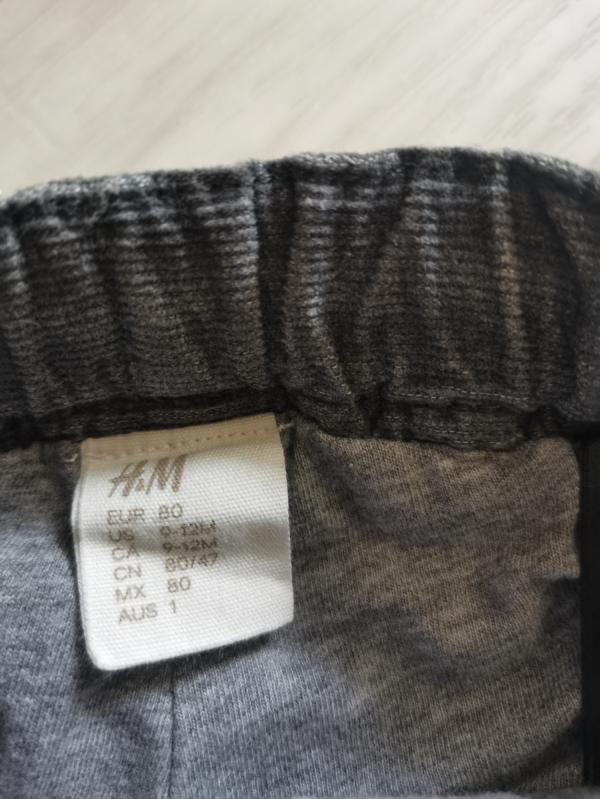 H&M
EUR 80
US 9-12M
CA 9-12M
CN 80/47
MX 80
AUS 1